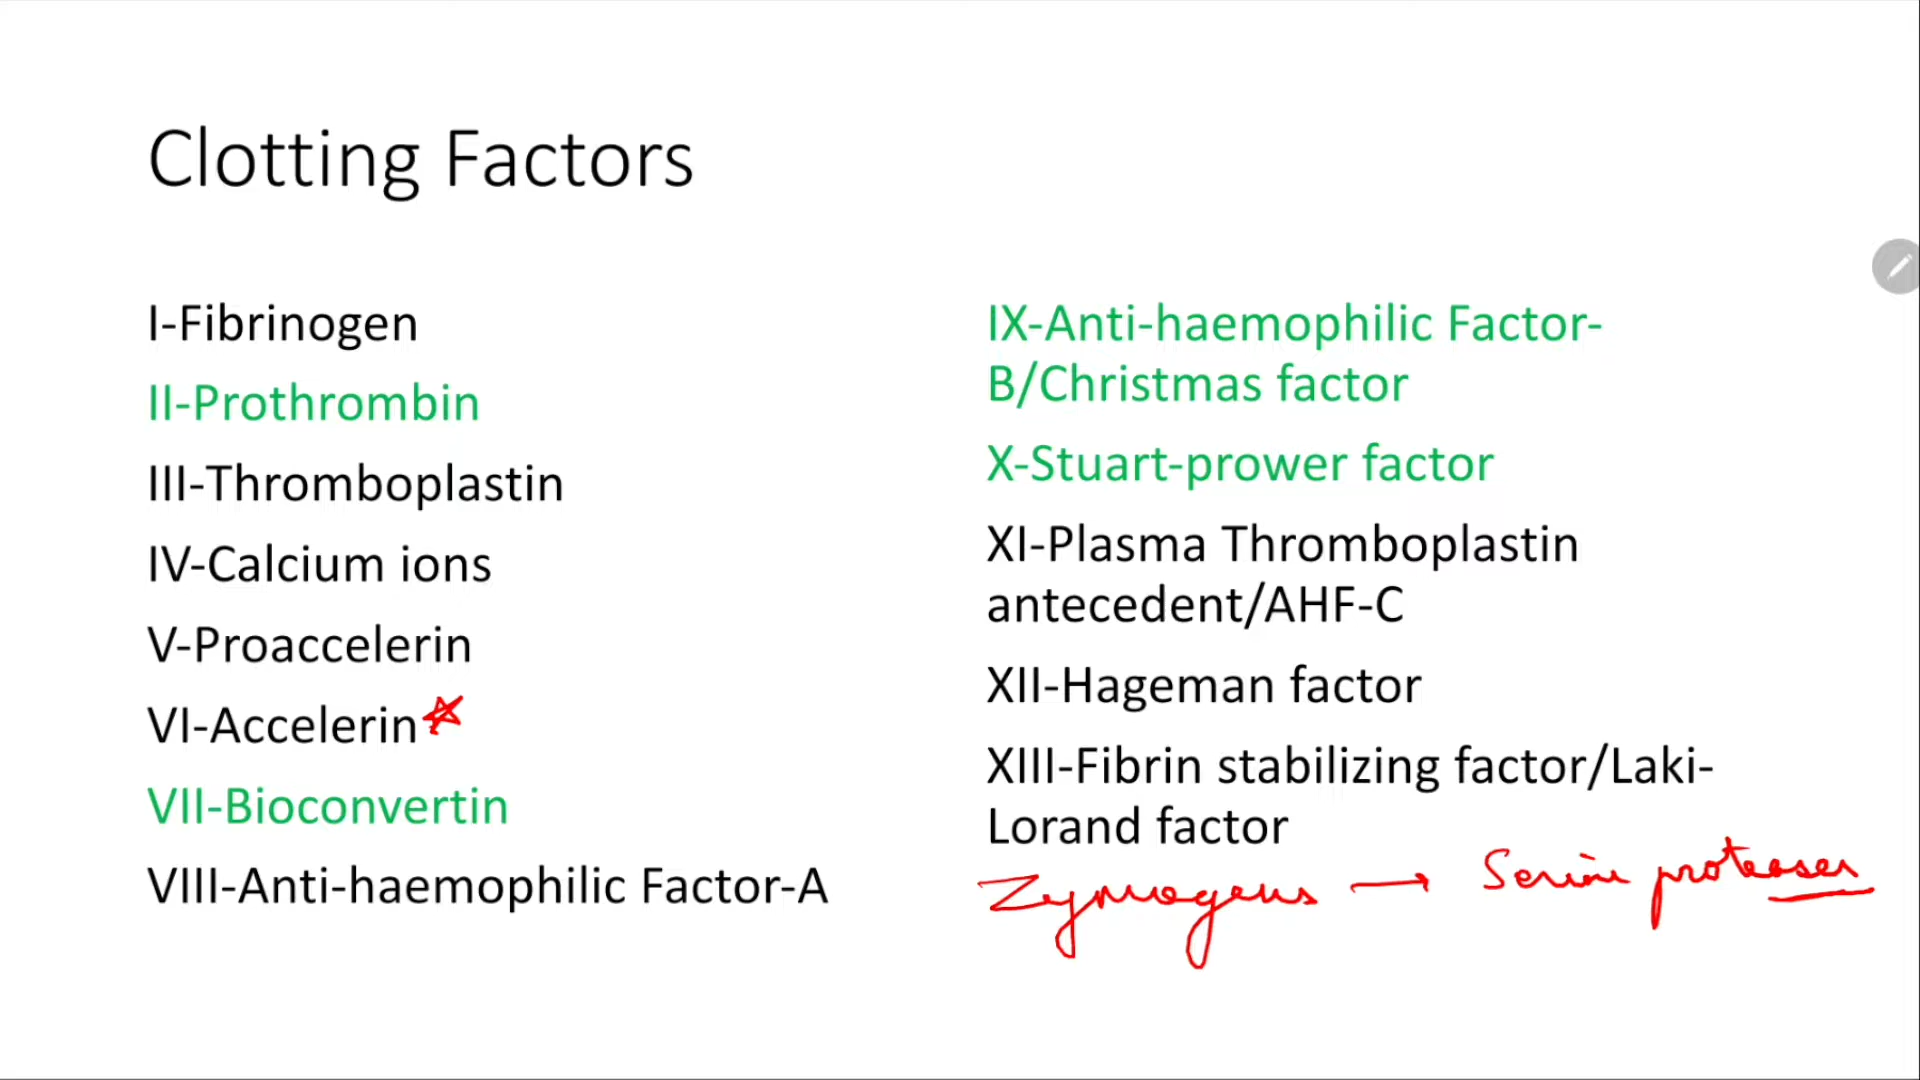 Clotting Factors
I-Fibrinogen
II-Prothrombin
III-Thromboplastin
IV-Calcium ions
V-Proaccelerin
VI-Accelerin
VII-Bioconvertin
VIII-Anti-haemophilic Factor-A
IX-Anti-haemophilic Factor-
B/Christmas factor
X-Stuart-prower factor
XI-Plasma Thromboplastin
antecedent/AHF-C
XII-Hageman factor
XIII-Fibrin stabilizing factor/Laki-
Lorand factor
Zymogens → Serine proteases